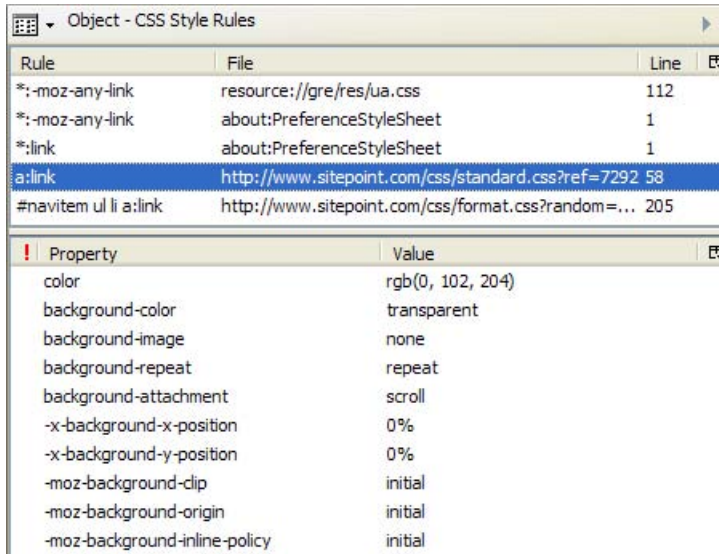 Object - CSS Style Rules
Rule File Line
*:-moz-any-link resource://gre/res/ua.css 112
*:-moz-any-link about:PreferenceStyleSheet 1
*:link about:PreferenceStyleSheet 1
a:link http://www.sitepoint.com/css/standard.css?ref=7292 58
#navitem ul li a:link http://www.sitepoint.com/css/format.css?random=... 205
! Property Value
color rgb(0, 102, 204)
background-color transparent
background-image none
background-repeat repeat
background-attachment scroll
-x-background-x-position 0%
-x-background-y-position 0%
-moz-background-clip initial
-moz-background-origin initial
-moz-background-inline-policy initial